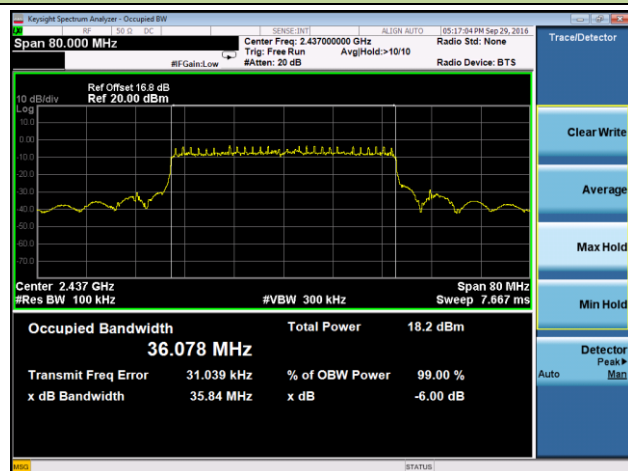 Keysight Spectrum Analyzer - Occupied BW
LXI RF 50 Ω DC SENSE:INT ALIGN AUTO 05:17:04 PM Sep 29, 2016
Span 80.000 MHz
Center Freq: 2.437000000 GHz
Radio Std: None
Trig: Free Run Avg|Hold:>10/10
#IFGain:Low #Atten: 20 dB
Radio Device: BTS
Trace/Detector
Ref Offset 16.8 dB
10 dB/div Ref 20.00 dBm
Log
10.0
0.00
-10.0
-20.0
-30.0
-40.0
-50.0
-60.0
-70.0
Clear Write
Average
Max Hold
Min Hold
Detector
Peak▶
Auto Man
Center 2.437 GHz
Span 80 MHz
#Res BW 100 kHz #VBW 300 kHz Sweep 7.667 ms
Occupied Bandwidth Total Power 18.2 dBm
36.078 MHz
Transmit Freq Error 31.039 kHz % of OBW Power 99.00 %
x dB Bandwidth 35.84 MHz x dB -6.00 dB
MSG STATUS